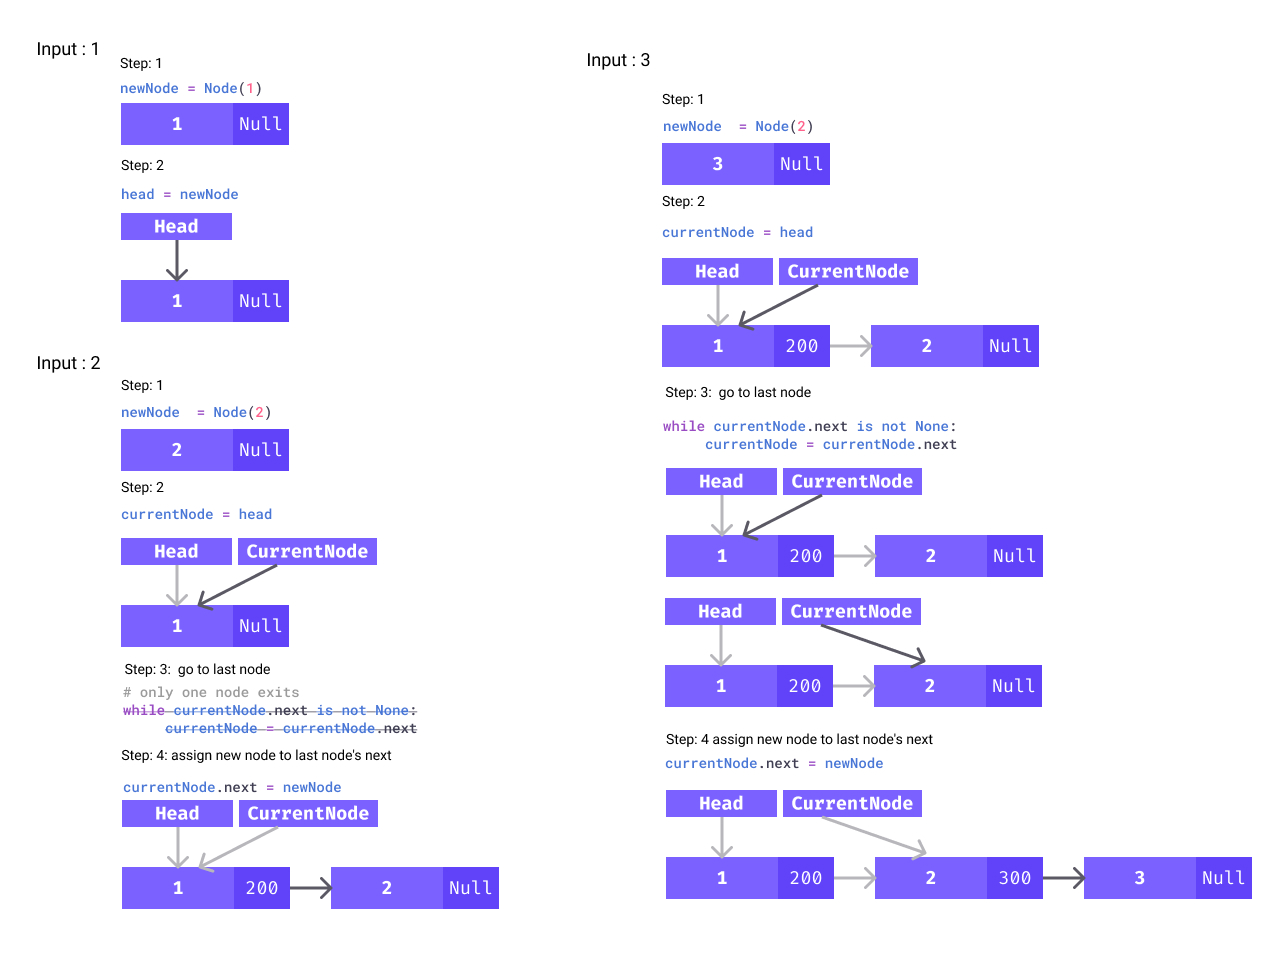 Input : 1
Step: 1
newNode = Node(1)
1 Null
Step: 2
head = newNode
Head
1 Null
Input : 2
Step: 1
newNode  = Node(2)
2 Null
Step: 2
currentNode = head
Head CurrentNode
1 Null
Step: 3:  go to last node
# only one node exits
while currentNode.next is not None:
     currentNode = currentNode.next
Step: 4: assign new node to last node's next
currentNode.next = newNode
Head CurrentNode
1 200 2 Null
Input : 3
Step: 1
newNode  = Node(2)
3 Null
Step: 2
currentNode = head
Head CurrentNode
1 200 2 Null
Step: 3:  go to last node
while currentNode.next is not None:
     currentNode = currentNode.next
Head CurrentNode
1 200 2 Null
Head CurrentNode
1 200 2 Null
Step: 4 assign new node to last node's next
currentNode.next = newNode
Head CurrentNode
1 200 2 300 3 Null